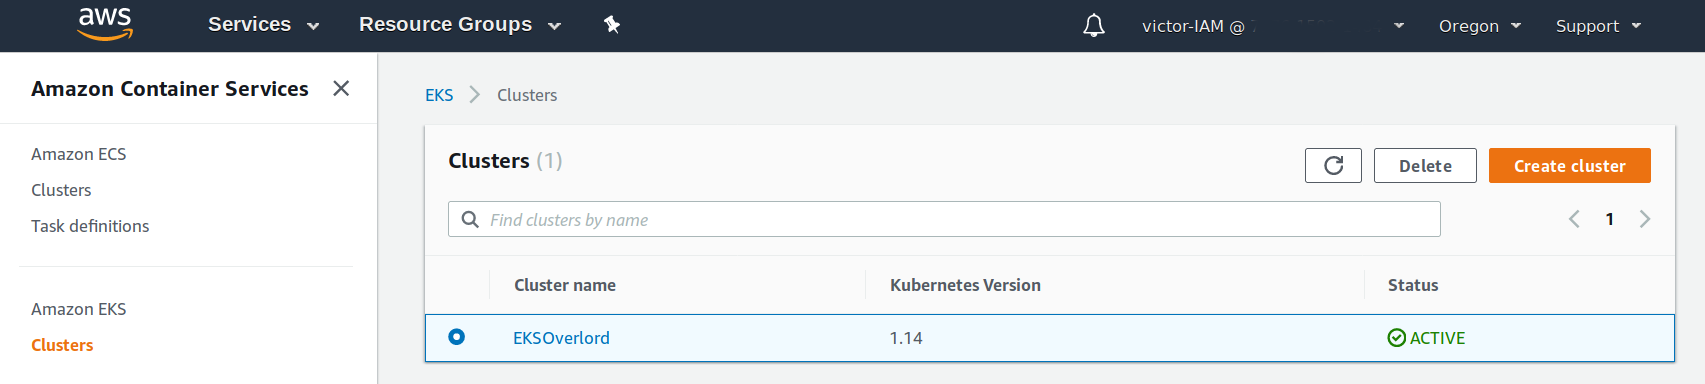 aws Services Resource Groups victor-IAM @ Oregon Support
Amazon Container Services
Amazon ECS
Clusters
Task definitions
Amazon EKS
Clusters
EKS > Clusters
Clusters (1)
Delete
Create cluster
Find clusters by name
1
Cluster name Kubernetes Version Status
EKSOverlord 1.14 ACTIVE